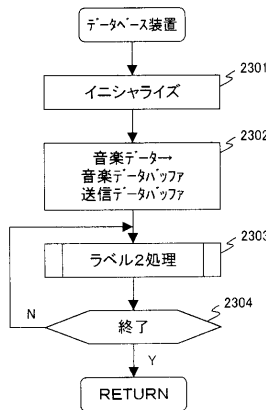 データベース装置
2301
イニシャライズ
2302
音楽データ→
音楽データバッファ
送信データバッファ
2303
ラベル2処理
2304
N
終了
Y
RETURN